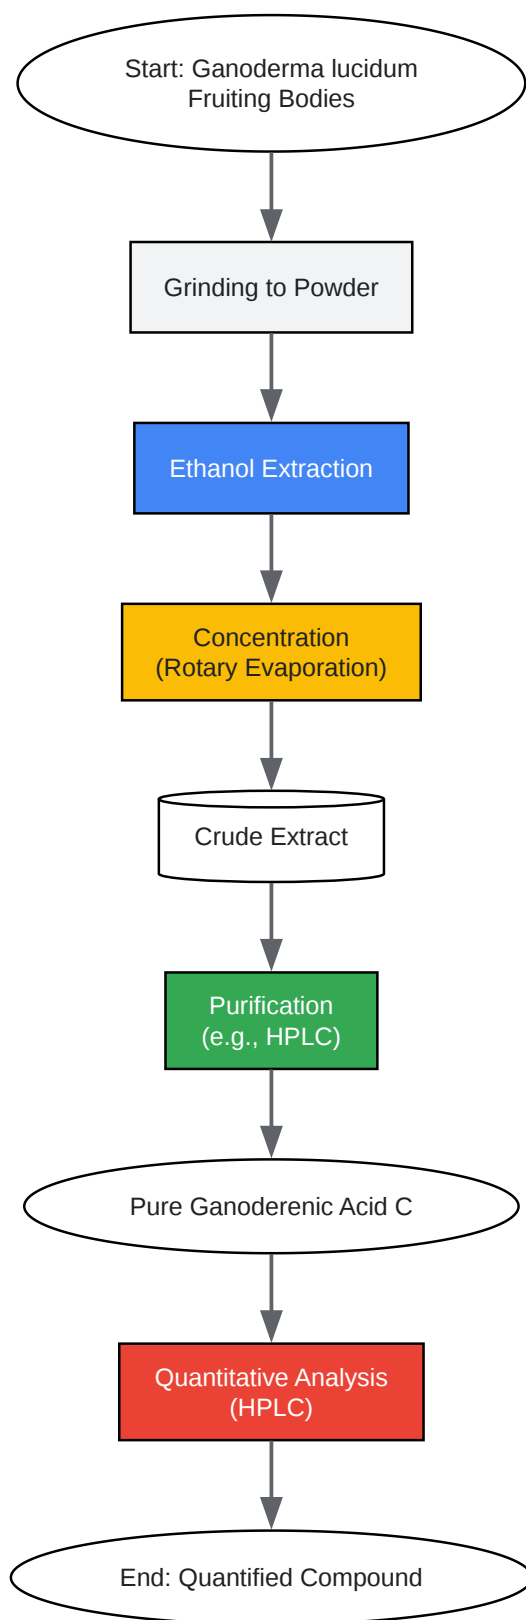 Start: Ganoderma lucidum
Fruiting Bodies
Grinding to Powder
Ethanol Extraction
Concentration
(Rotary Evaporation)
Crude Extract
Purification
(e.g., HPLC)
Pure Ganoderenic Acid C
Quantitative Analysis
(HPLC)
End: Quantified Compound